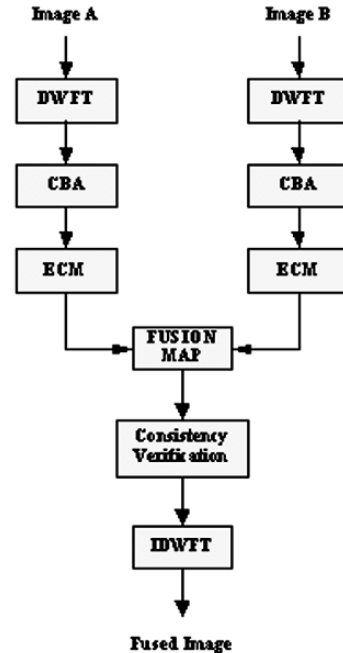 Image A
Image B
DWFT
DWFT
CBA
CBA
ECM
ECM
FUSION
MAP
Consistency
Verification
IDWFT
Fused Image